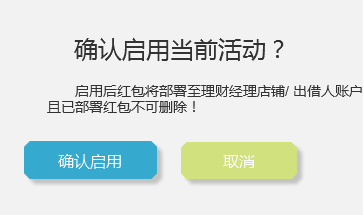 确认启用当前活动？
启用后红包将部署至理财经理店铺/ 出借人账户
且已部署红包不可删除！
确认启用
取消